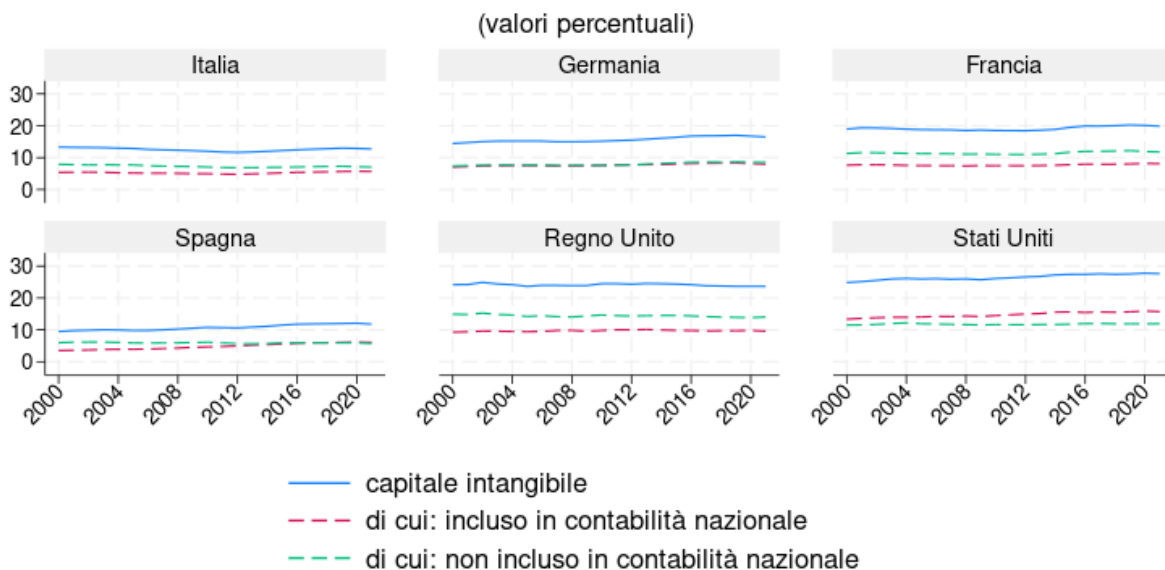 (valori percentuali)
Italia Germania Francia
30
20
10
0
Spagna Regno Unito Stati Uniti
30
20
10
0
2000 2004 2008 2012 2016 2020 2000 2004 2008 2012 2016 2020 2000 2004 2008 2012 2016 2020
capitale intangibile
di cui: incluso in contabilità nazionale
di cui: non incluso in contabilità nazionale